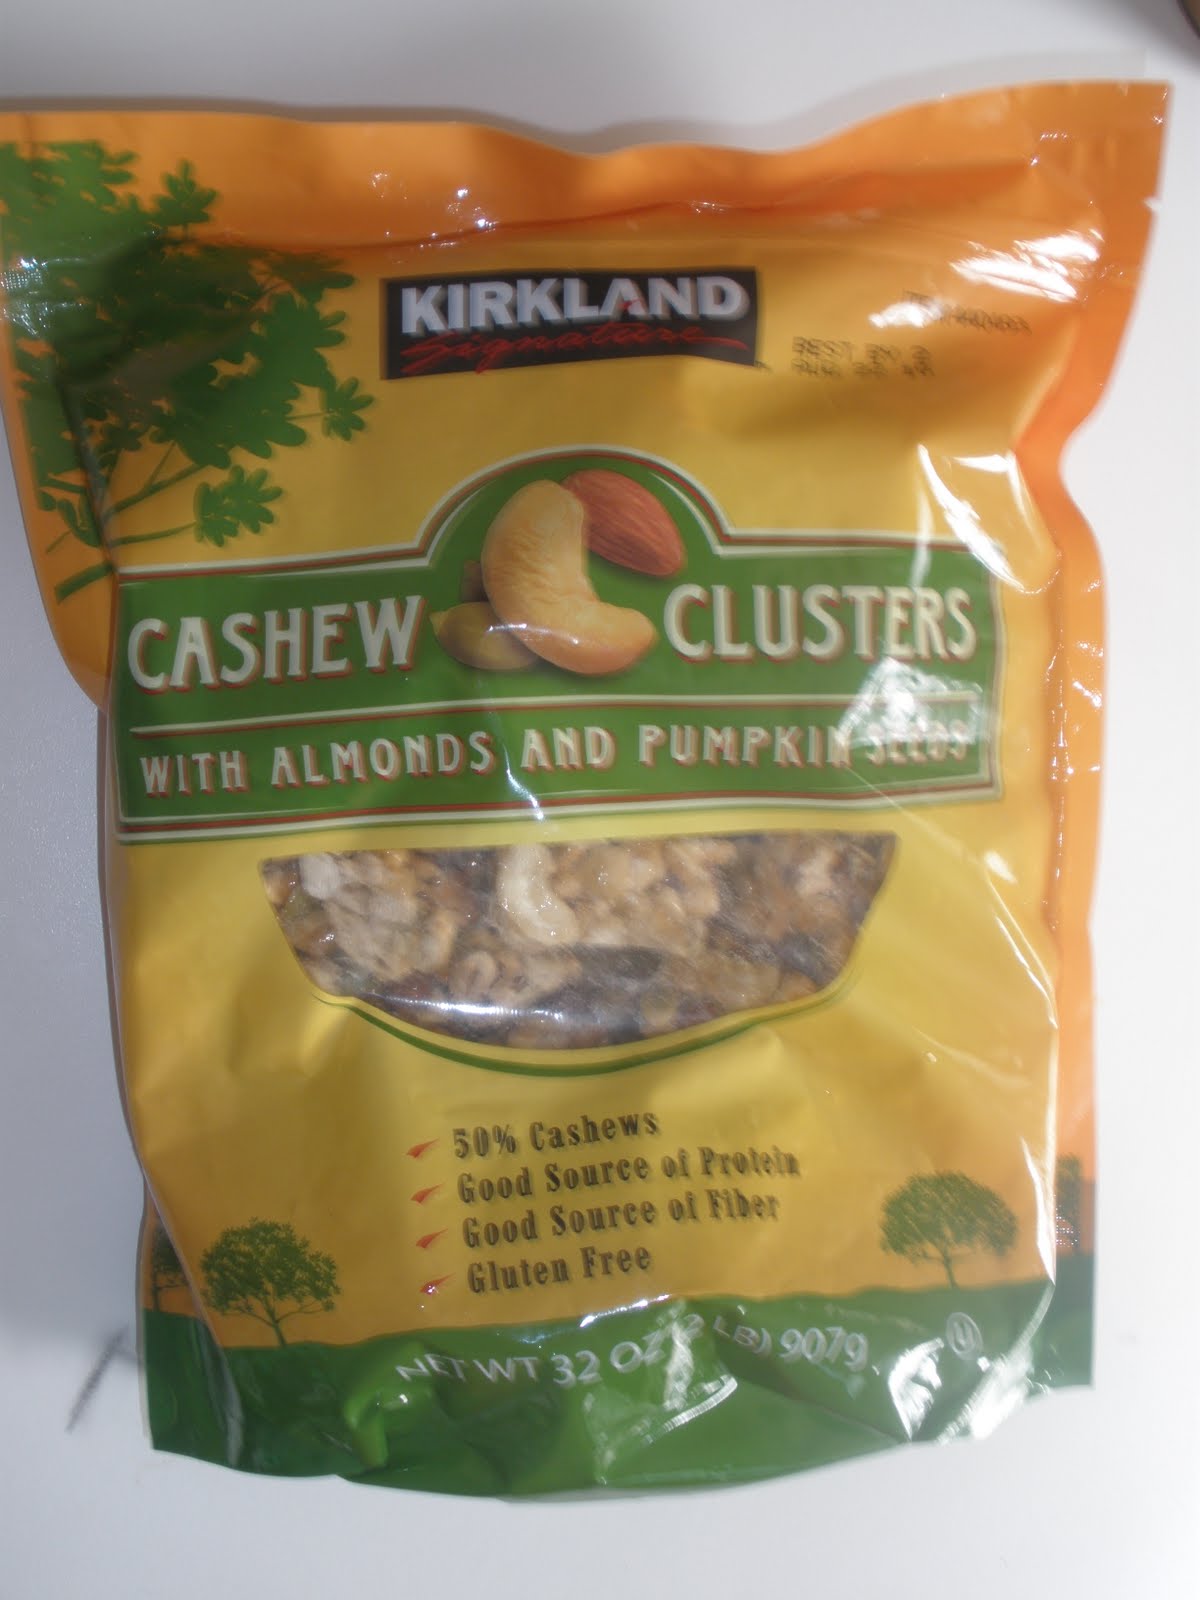 KIRKLAND
Signature
BEST BY
CASHEW CLUSTERS
WITH ALMONDS AND PUMPKIN SEEDS
50% Cashews
Good Source of Protein
Good Source of Fiber
Gluten Free
NET WT 32 OZ (2 LB) 907g
U